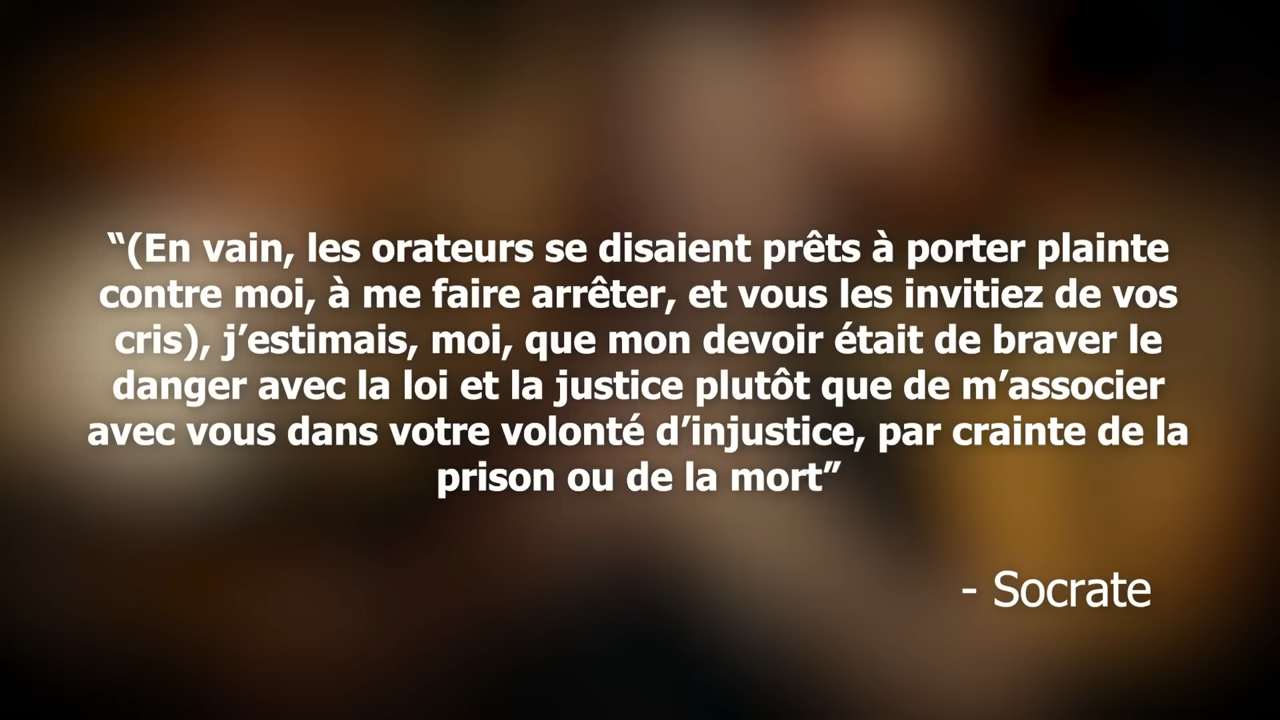 “(En vain, les orateurs se disaient prêts à porter plainte
contre moi, à me faire arrêter, et vous les invitiez de vos
cris), j’estimais, moi, que mon devoir était de braver le
danger avec la loi et la justice plutôt que de m’associer
avec vous dans votre volonté d’injustice, par crainte de la
prison ou de la mort”
- Socrate